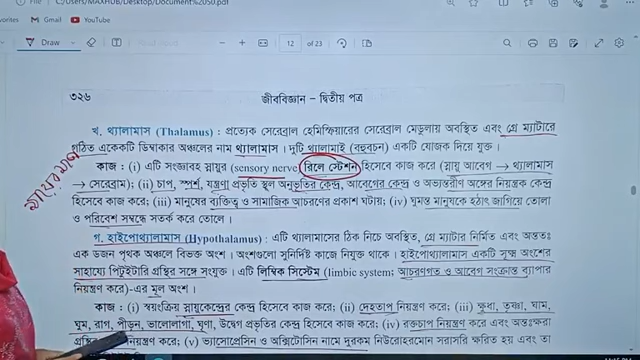 C:/Users/MAXHUB/Desktop/Document%2050.pdf
Gmail YouTube
Draw 12 of 23
৩২৬ জীববিজ্ঞান – দ্বিতীয় পত্র
খ. থ্যালামাস (Thalamus) : প্রত্যেক সেরেব্রাল হেমিস্ফিয়ারের সেরেব্রাল মেডুলায় অবস্থিত এবং গ্রে ম্যাটারে
গঠিত একেকটি ডিম্বাকার অঞ্চলের নাম থ্যালামাস। দুটি থ্যালামাই (বহুবচন) একটি যোজক দিয়ে যুক্ত।
কাজ : (i) এটি সংজ্ঞাবহ স্নায়ুর (sensory nerve) রিলে স্টেশন হিসেবে কাজ করে (স্নায়ু আবেগ → থ্যালামাস
→ সেরেব্রাম); (ii) চাপ, স্পর্শ, যন্ত্রণা প্রভৃতি স্থূল অনুভূতির কেন্দ্র, আবেগের কেন্দ্র ও অভ্যন্তরীণ অঙ্গের নিয়ন্ত্রক কেন্দ্র
হিসেবে কাজ করে; (iii) মানুষের ব্যক্তিত্ব ও সামাজিক আচরণের প্রকাশ ঘটায়; (iv) ঘুমন্ত মানুষকে হঠাৎ জাগিয়ে তোলা
ও পরিবেশ সম্বন্ধে সতর্ক করে তোলে।
গ. হাইপোথ্যালামাস (Hypothalamus) : এটি থ্যালামাসের ঠিক নিচে অবস্থিত, গ্রে ম্যাটার নির্মিত এবং অন্ততঃ
এক ডজন পৃথক অঞ্চলে বিভক্ত অংশ। অংশগুলো সুনির্দিষ্ট কাজে নিযুক্ত থাকে। হাইপোথ্যালামাস একটি সূক্ষ্ম অংশের
সাহায্যে পিটুইটারি গ্রন্থির সঙ্গে সংযুক্ত। এটি লিম্বিক সিস্টেম (limbic system; আচরণগত ও আবেগ সংক্রান্ত ব্যাপার
নিয়ন্ত্রণ করে)-এর মূল অংশ।
কাজ : (i) স্বয়ংক্রিয় স্নায়ুকেন্দ্রের কেন্দ্র হিসেবে কাজ করে; (ii) দেহতাপ নিয়ন্ত্রণ করে; (iii) ক্ষুধা, তৃষ্ণা, ঘাম,
ঘুম, রাগ, পীড়ন, ভালোলাগা, ঘৃণা, উদ্বেগ প্রভৃতির কেন্দ্র হিসেবে কাজ করে; (iv) রক্তচাপ নিয়ন্ত্রণ করে এবং অন্তঃক্ষরা
গ্রন্থির নিয়ন্ত্রণ করে; (v) ভ্যাসোপ্রেসিন ও অক্সিটোসিন নামে দুরকম নিউরোহরমোন সরাসরি ক্ষরিত হয় এবং তা